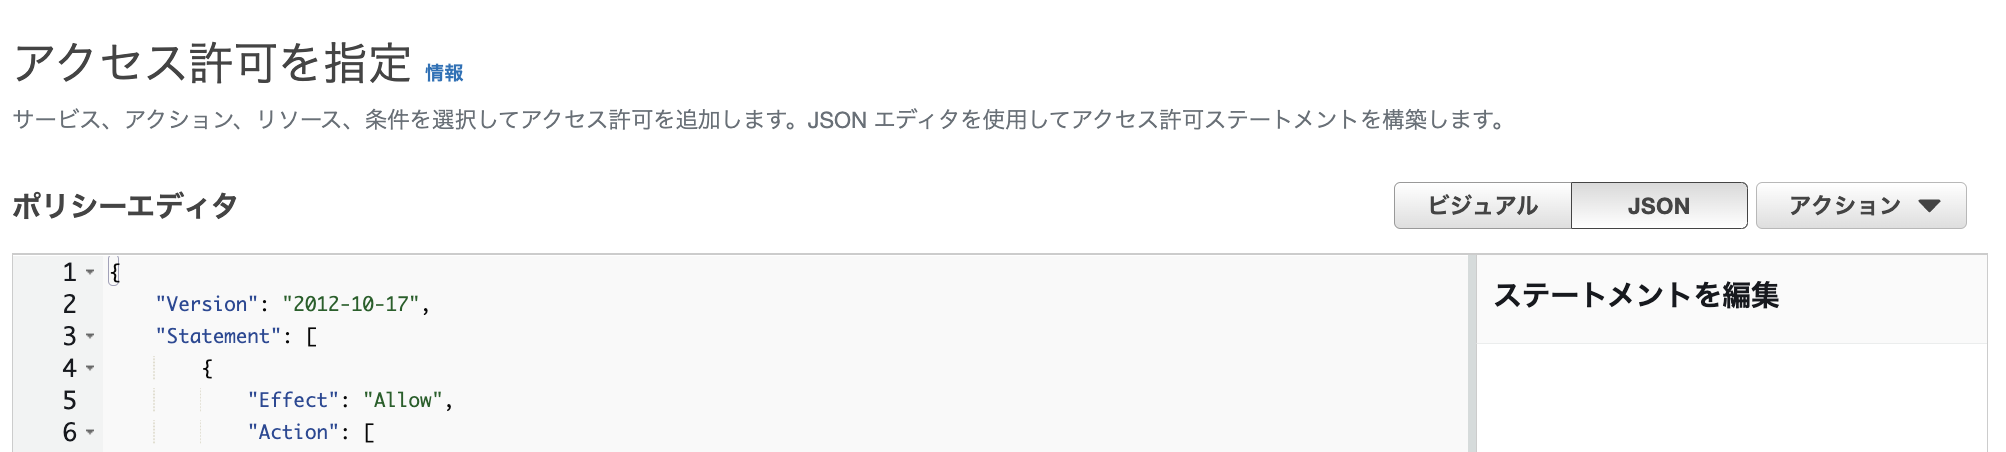 アクセス許可を指定 情報
サービス、アクション、リソース、条件を選択してアクセス許可を追加します。JSON エディタを使用してアクセス許可ステートメントを構築します。
ポリシーエディタ
ビジュアル JSON アクション
1 {
2 "Version": "2012-10-17",
3 "Statement": [
4 {
5 "Effect": "Allow",
6 "Action": [
ステートメントを編集